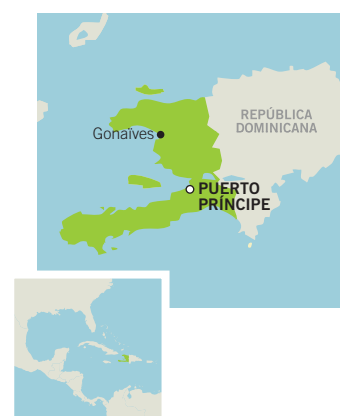 REPÚBLICA
DOMINICANA
Gonaïves
PUERTO
PRÍNCIPE